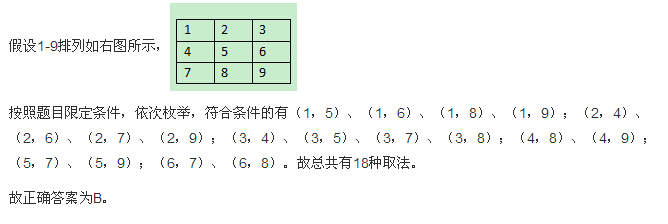 假设1-9排列如右图所示，
1 2 3
4 5 6
7 8 9
按照题目限定条件，依次枚举，符合条件的有（1，5）、（1，6）、（1，8）、（1，9）；（2，4）、
（2，6）、（2，7）、（2，9）；（3，4）、（3，5）、（3，7）、（3，8）；（4，8）、（4，9）；
（5，7）、（5，9）；（6，7）、（6，8）。故总共有18种取法。
故正确答案为B。